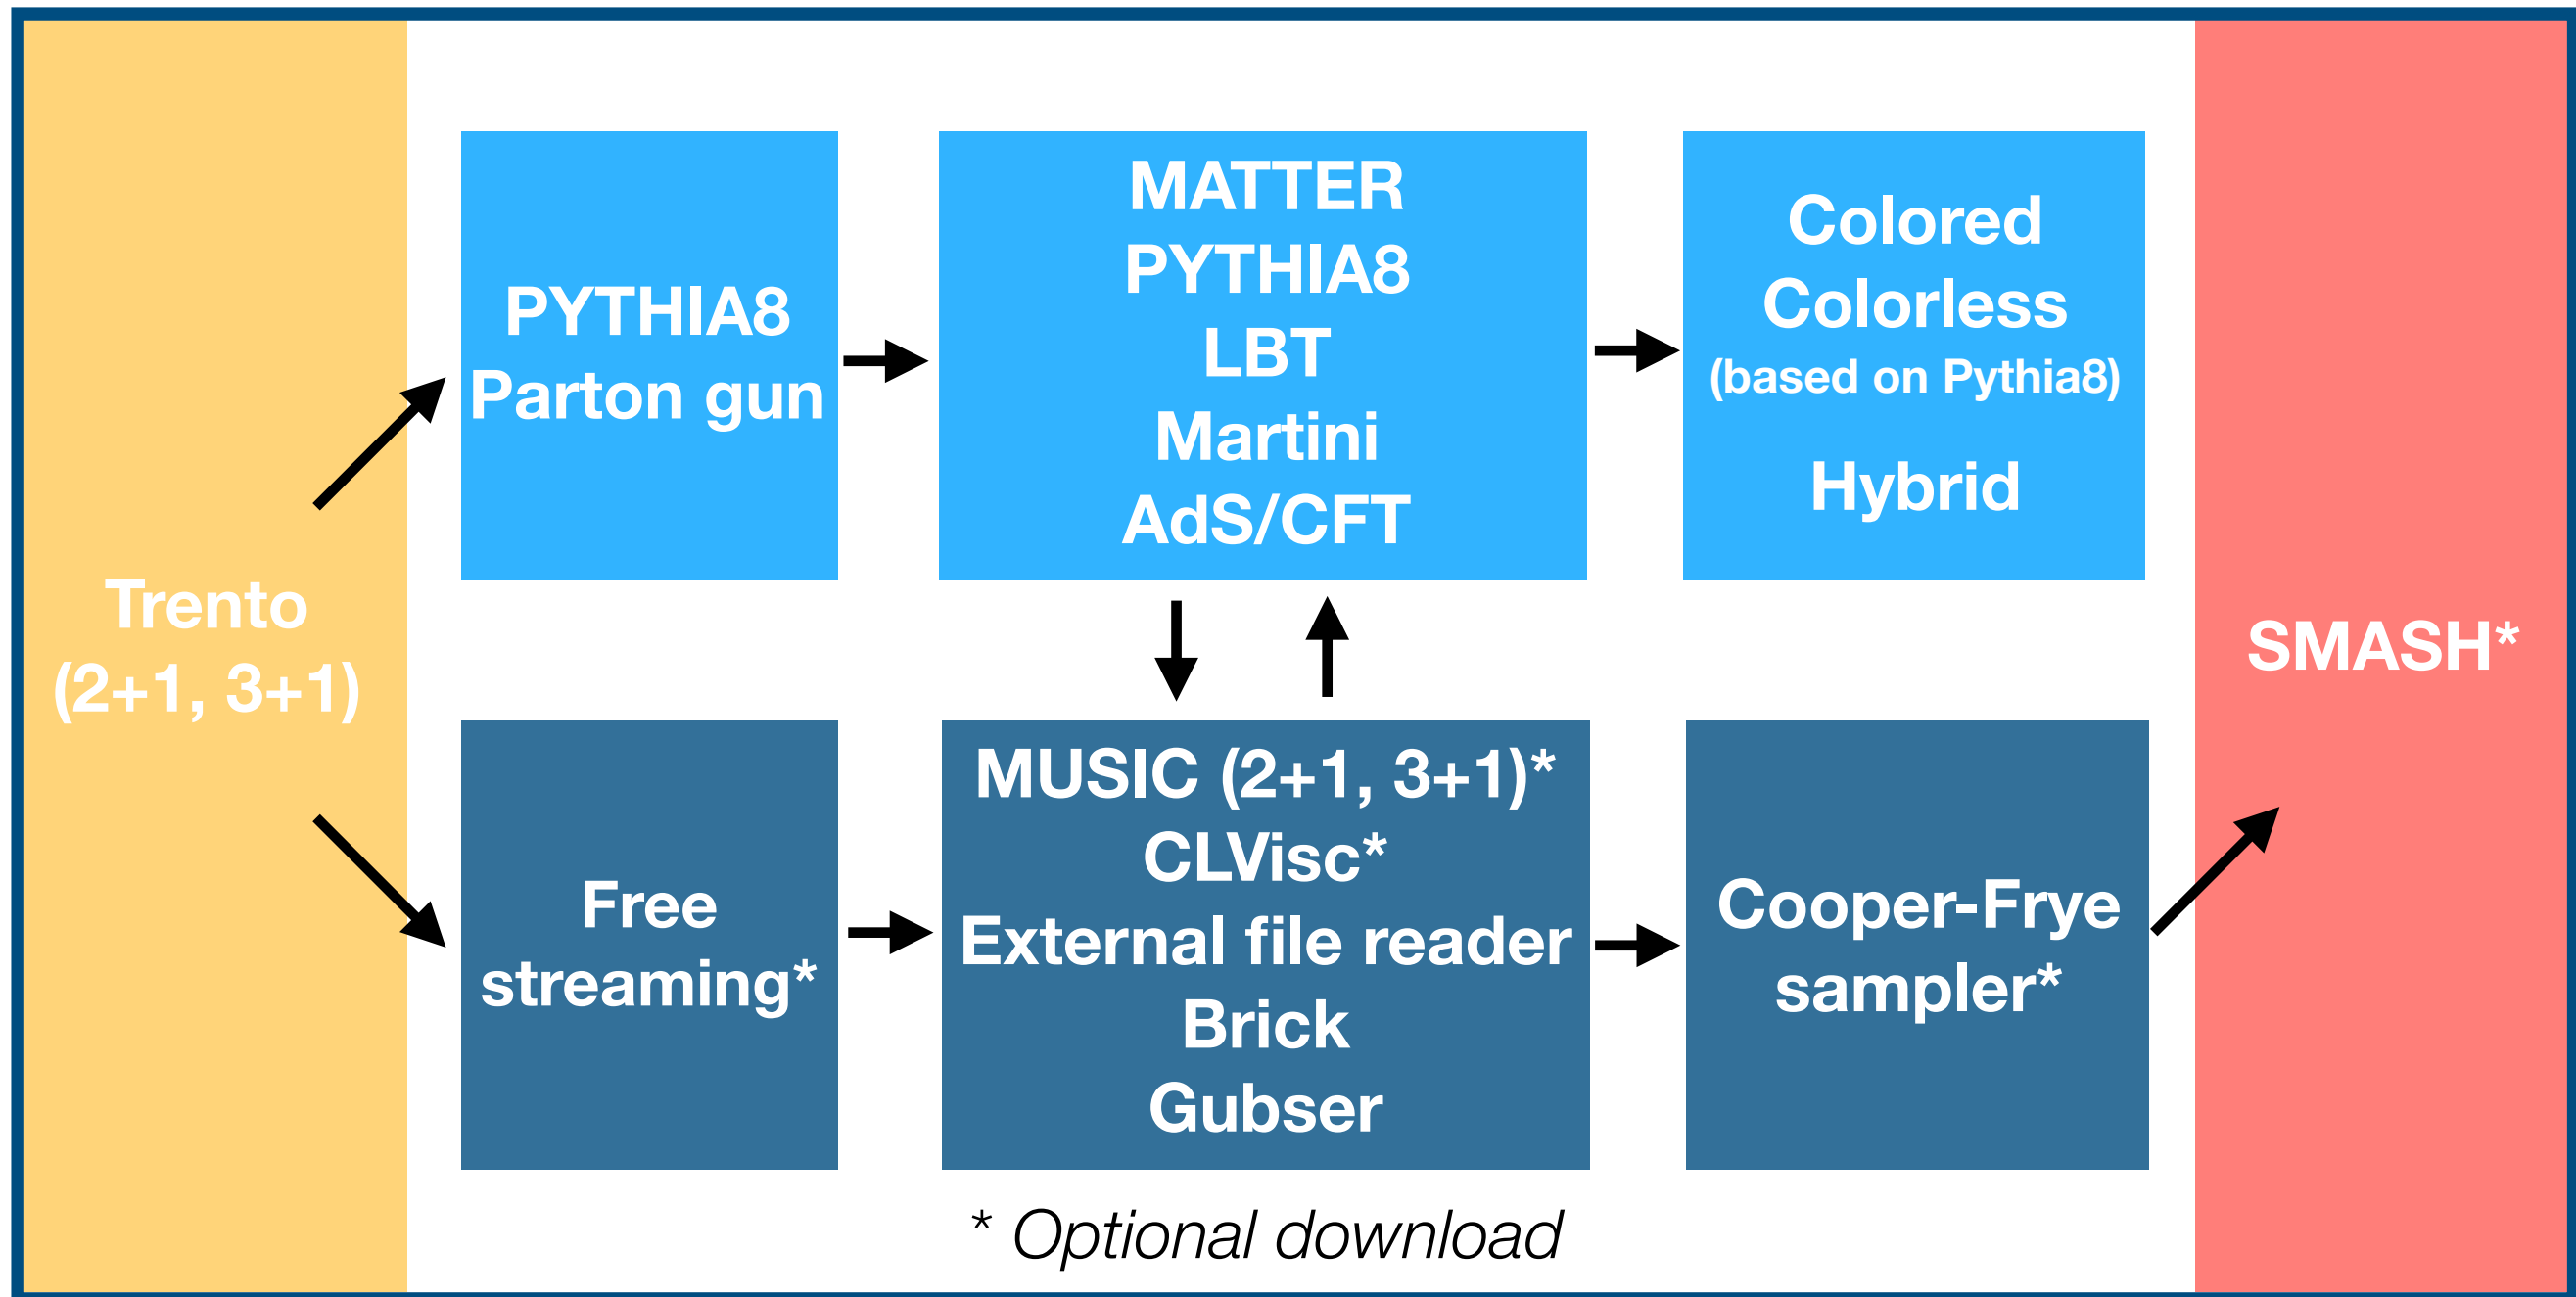 Trento
(2+1, 3+1)
PYTHIA8
Parton gun
MATTER
PYTHIA8
LBT
Martini
AdS/CFT
Colored
Colorless
(based on Pythia8)
Hybrid
Free
streaming*
MUSIC (2+1, 3+1)*
CLVisc*
External file reader
Brick
Gubser
Cooper-Frye
sampler*
SMASH*
* Optional download